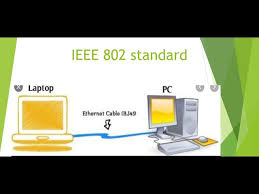 IEEE 802 standard
Laptop
PC
Ethernet Cable (RJ45)